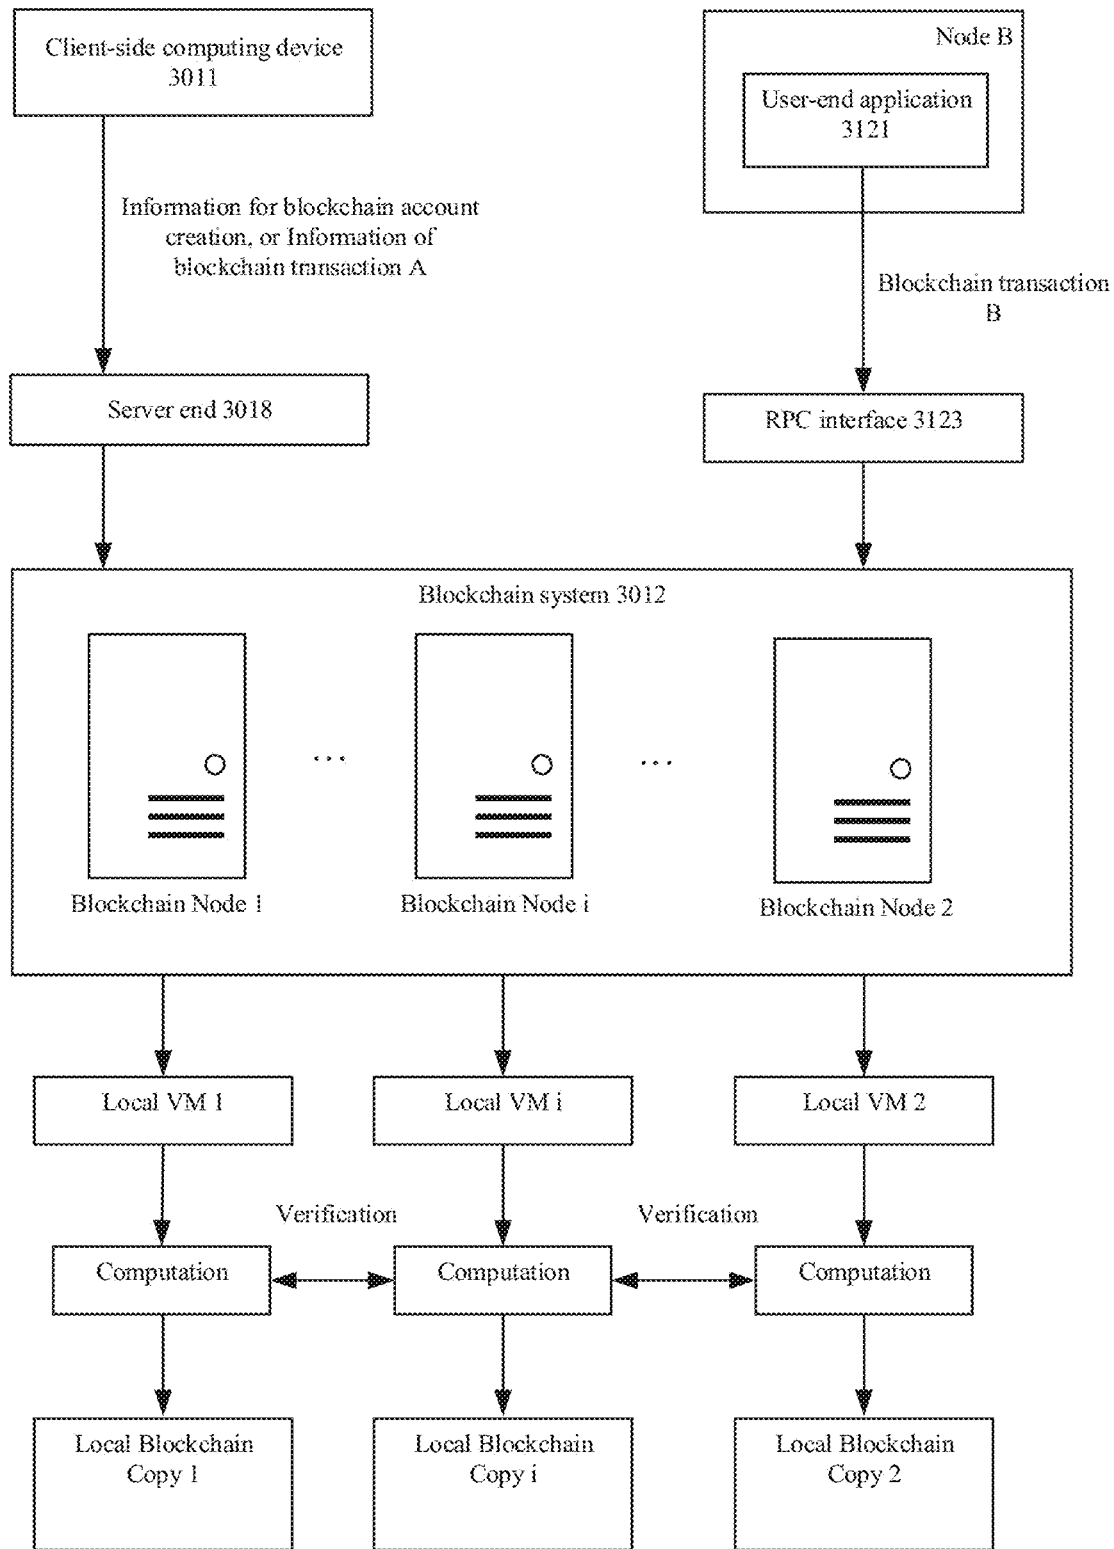 Client-side computing device
3011
Node B
User-end application
3121
Information for blockchain account
creation, or Information of
blockchain transaction A
Blockchain transaction
B
Server end 3018
RPC interface 3123
Blockchain system 3012
...
...
Blockchain Node 1
Blockchain Node i
Blockchain Node 2
Local VM 1
Local VM i
Local VM 2
Verification
Verification
Computation
Computation
Computation
Local Blockchain
Copy 1
Local Blockchain
Copy i
Local Blockchain
Copy 2